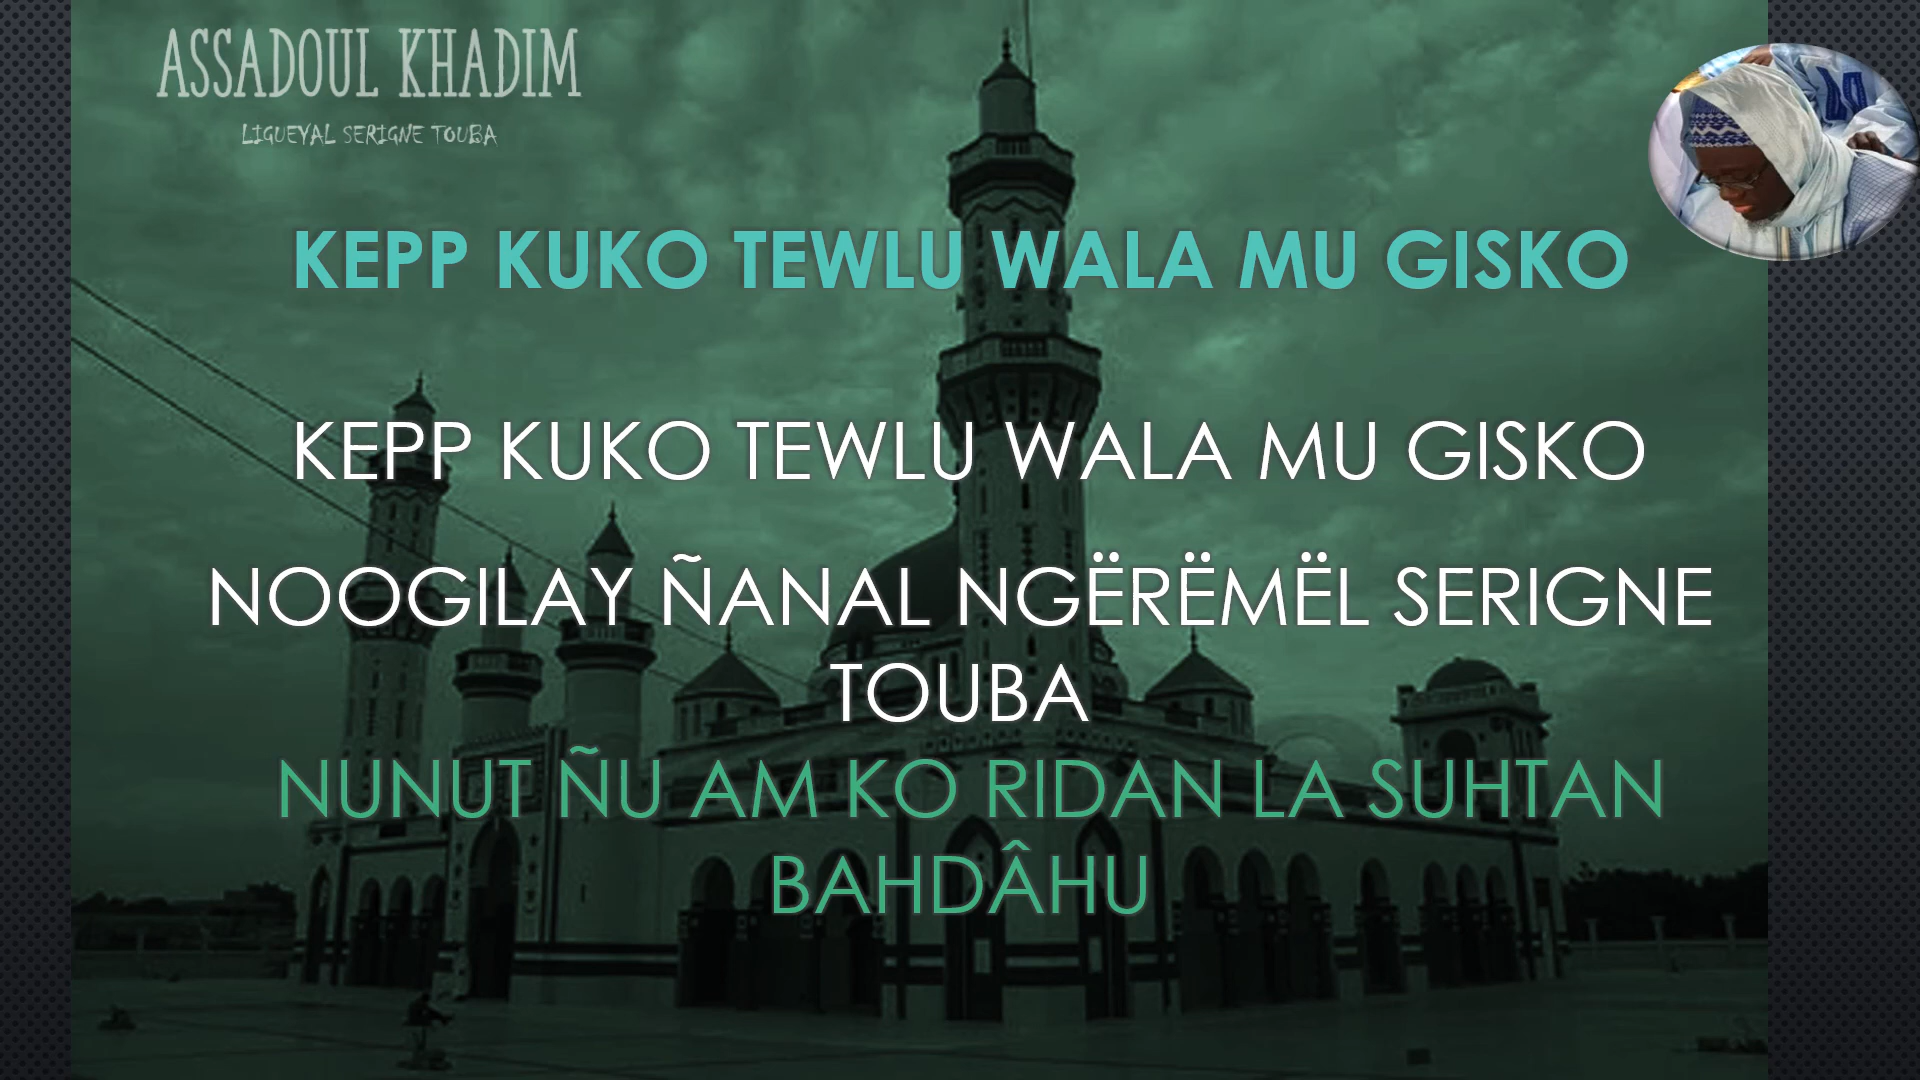 ASSADOUL KHADIM
LIGUEYAL SERIGNE TOUBA
KEPP KUKO TEWLU WALA MU GISKO
KEPP KUKO TEWLU WALA MU GISKO
NOOGILAY ÑANAL NGËRËMËL SERIGNE
TOUBA
NUNUT ÑU AM KO RIDAN LA SUHTAN
BAHDÂHU